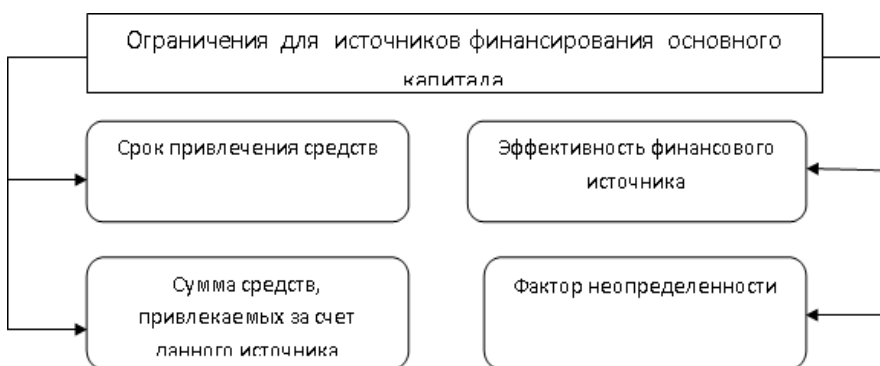 Ограничения для источников финансирования основного
капитала
Срок привлечения средств
Эффективность финансового
источника
Сумма средств,
привлекаемых за счет
данного источника
Фактор неопределенности